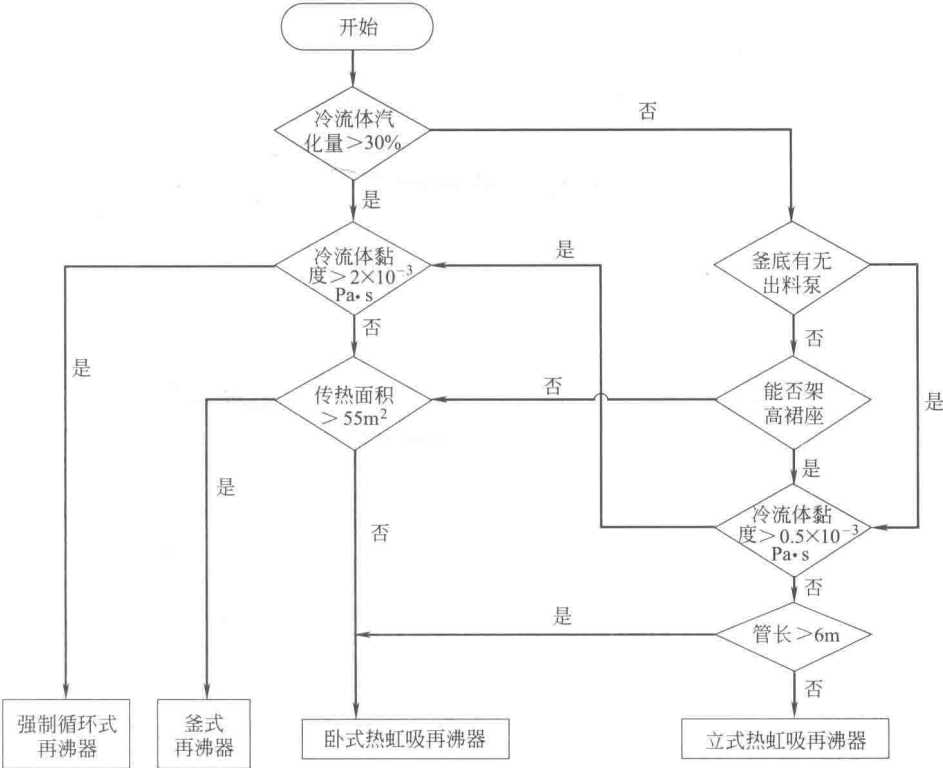 开始
冷流体汽
化量＞30%
否
是
冷流体黏
度＞2×10⁻³
Pa·s
是
釜底有无
出料泵
否
否
是
传热面积
＞55m²
否
能否架
高裙座
是
是
是
冷流体黏
度＞0.5×10⁻³
Pa·s
否
否
是
管长＞6m
否
强制循环式
再沸器
釜式
再沸器
卧式热虹吸再沸器
立式热虹吸再沸器